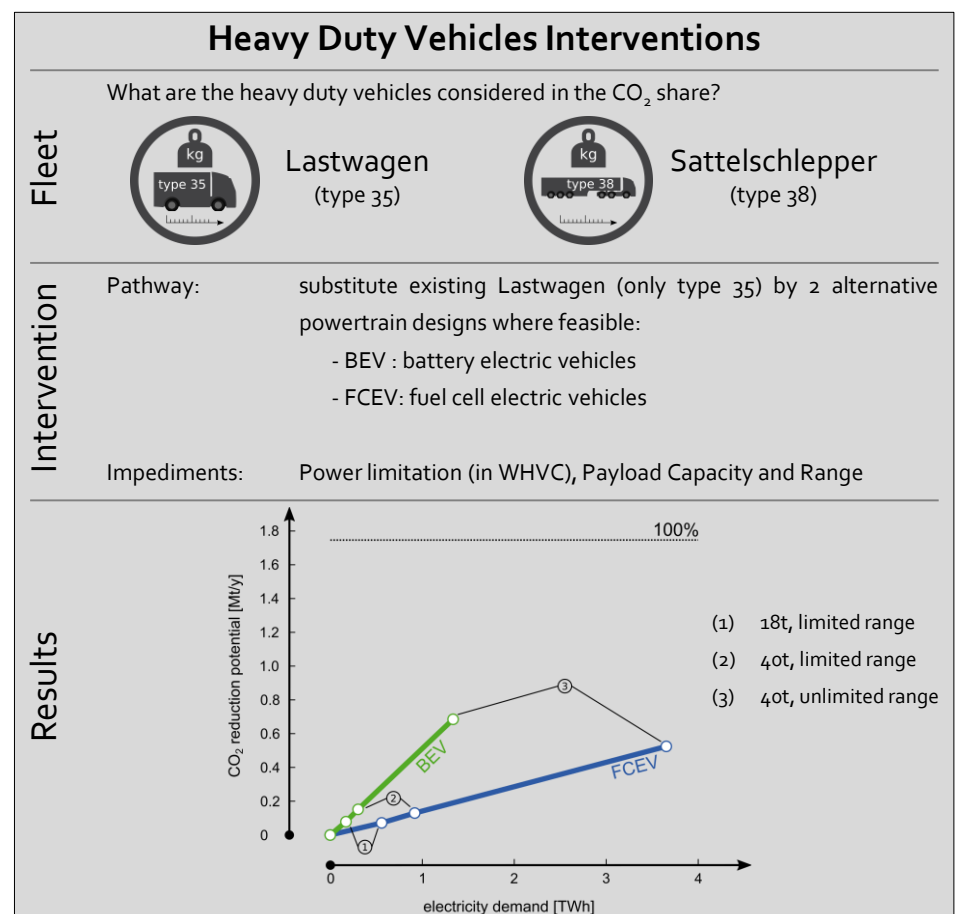 Heavy Duty Vehicles Interventions
Fleet
What are the heavy duty vehicles considered in the CO₂ share?
kg
type 35
Lastwagen
(type 35)
kg
type 38
Sattelschlepper
(type 38)
Intervention
Pathway: substitute existing Lastwagen (only type 35) by 2 alternative
powertrain designs where feasible:
- BEV : battery electric vehicles
- FCEV: fuel cell electric vehicles
Impediments: Power limitation (in WHVC), Payload Capacity and Range
Results
CO₂ reduction potential [Mt/y]
1.8
1.6
1.4
1.2
1.0
0.8
0.6
0.4
0.2
0
100%
BEV
FCEV
1
2
3
(1) 18t, limited range
(2) 40t, limited range
(3) 40t, unlimited range
0 1 2 3 4
electricity demand [TWh]